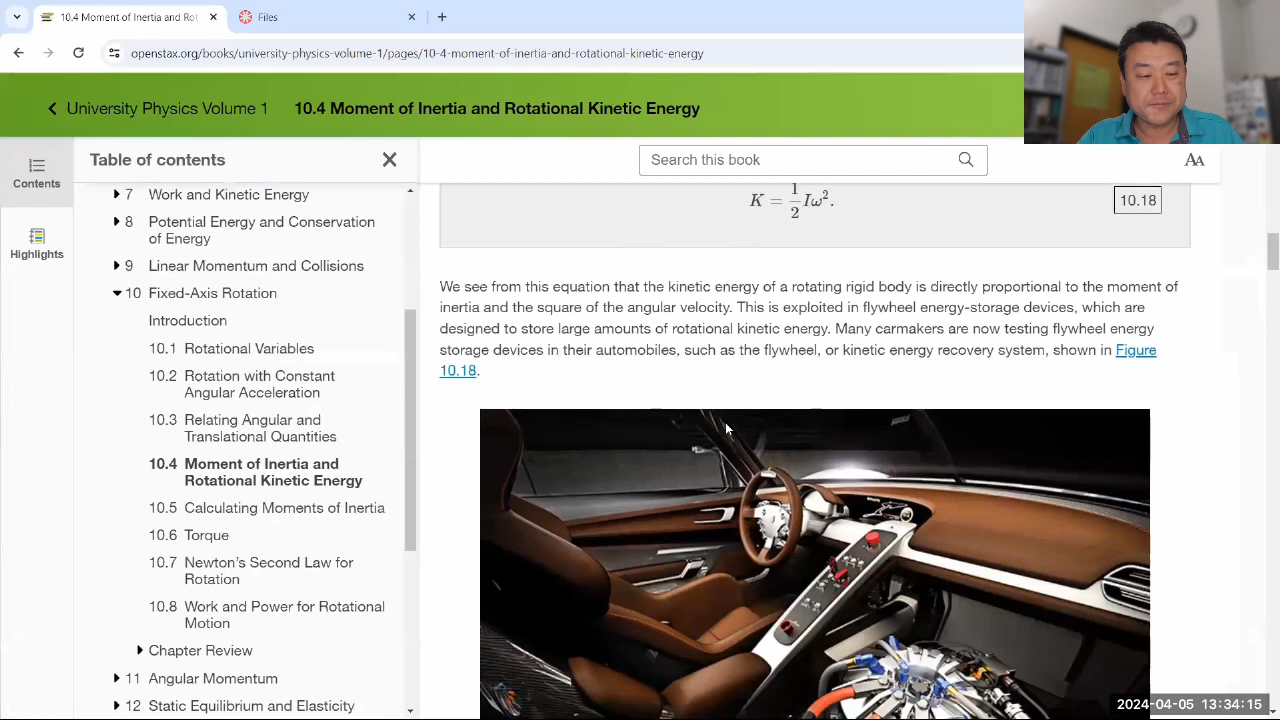 10.4 Moment of Inertia and Rotati
Files
openstax.org/books/university-physics-volume-1/pages/10-4-moment-of-inertia-and-rotational-kinetic-energy
University Physics Volume 1
10.4 Moment of Inertia and Rotational Kinetic Energy
Contents
Highlights
Table of contents
7 Work and Kinetic Energy
8 Potential Energy and Conservation
of Energy
9 Linear Momentum and Collisions
10 Fixed-Axis Rotation
Introduction
10.1 Rotational Variables
10.2 Rotation with Constant
Angular Acceleration
10.3 Relating Angular and
Translational Quantities
10.4 Moment of Inertia and
Rotational Kinetic Energy
10.5 Calculating Moments of Inertia
10.6 Torque
10.7 Newton's Second Law for
Rotation
10.8 Work and Power for Rotational
Motion
Chapter Review
11 Angular Momentum
12 Static Equilibrium and Elasticity
Search this book
AA
K = 1/2 Iω².
10.18
We see from this equation that the kinetic energy of a rotating rigid body is directly proportional to the moment of
inertia and the square of the angular velocity. This is exploited in flywheel energy-storage devices, which are
designed to store large amounts of rotational kinetic energy. Many carmakers are now testing flywheel energy
storage devices in their automobiles, such as the flywheel, or kinetic energy recovery system, shown in Figure
10.18.
2024-04-05 13:34:15